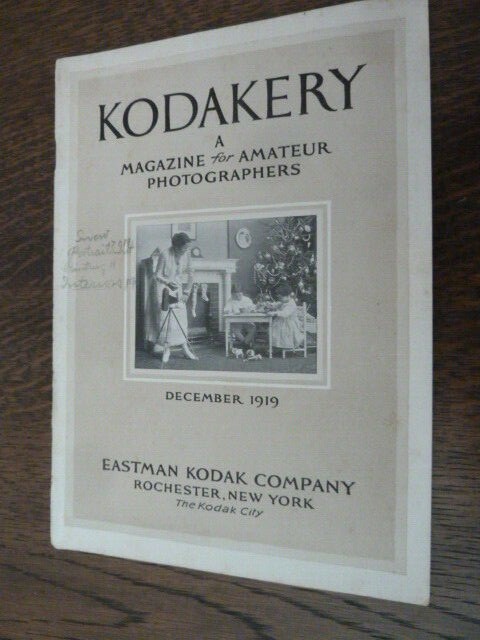 KODAKERY
A
MAGAZINE for AMATEUR
PHOTOGRAPHERS
DECEMBER 1919
EASTMAN KODAK COMPANY
ROCHESTER, NEW YORK
The Kodak City